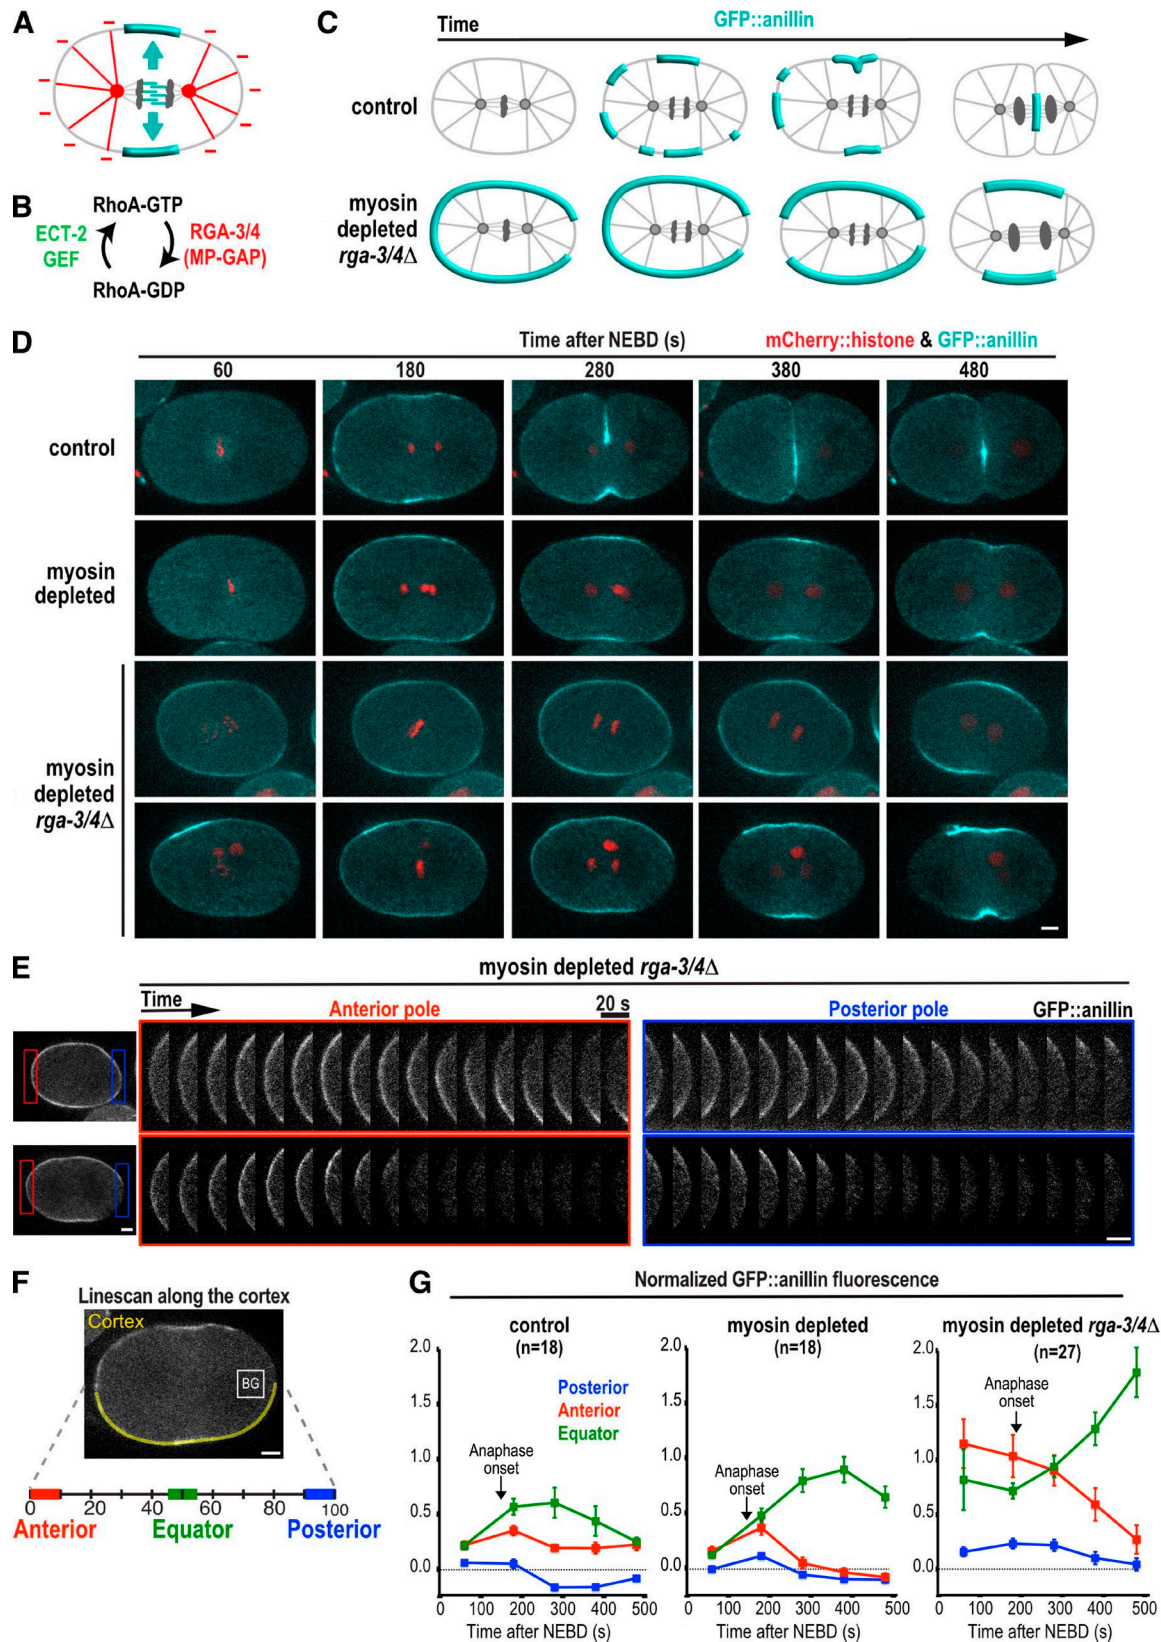 A
B
RhoA-GTP
ECT-2
GEF
RGA-3/4
(MP-GAP)
RhoA-GDP
C
Time
GFP::anillin
control
myosin
depleted
rga-3/4Δ
D
Time after NEBD (s)
mCherry::histone & GFP::anillin
60 180 280 380 480
control
myosin
depleted
myosin
depleted
rga-3/4Δ
E
myosin depleted rga-3/4Δ
Time
Anterior pole
20 s
Posterior pole
GFP::anillin
F
Linescan along the cortex
Cortex
BG
0 20 40 60 80 100
Anterior Equator Posterior
G
Normalized GFP::anillin fluorescence
control
(n=18)
2.0
1.5
1.0
0.5
0.0
Posterior
Anterior
Equator
Anaphase
onset
0 100 200 300 400 500
Time after NEBD (s)
myosin depleted
(n=18)
2.0
1.5
1.0
0.5
0.0
Anaphase
onset
0 100 200 300 400 500
Time after NEBD (s)
myosin depleted rga-3/4Δ
(n=27)
2.0
1.5
1.0
0.5
0.0
Anaphase
onset
0 100 200 300 400 500
Time after NEBD (s)